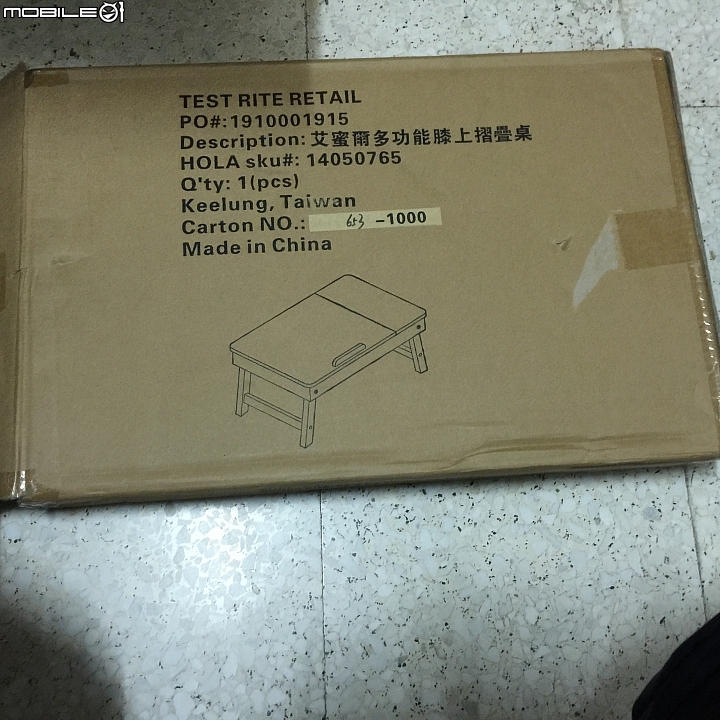 MOBILE01
TEST RITE RETAIL
PO#:1910001915
Description: 艾蜜爾多功能膝上摺疊桌
HOLA sku#: 14050765
Q'ty: 1(pcs)
Keelung, Taiwan
Carton NO.: 653 -1000
Made in China